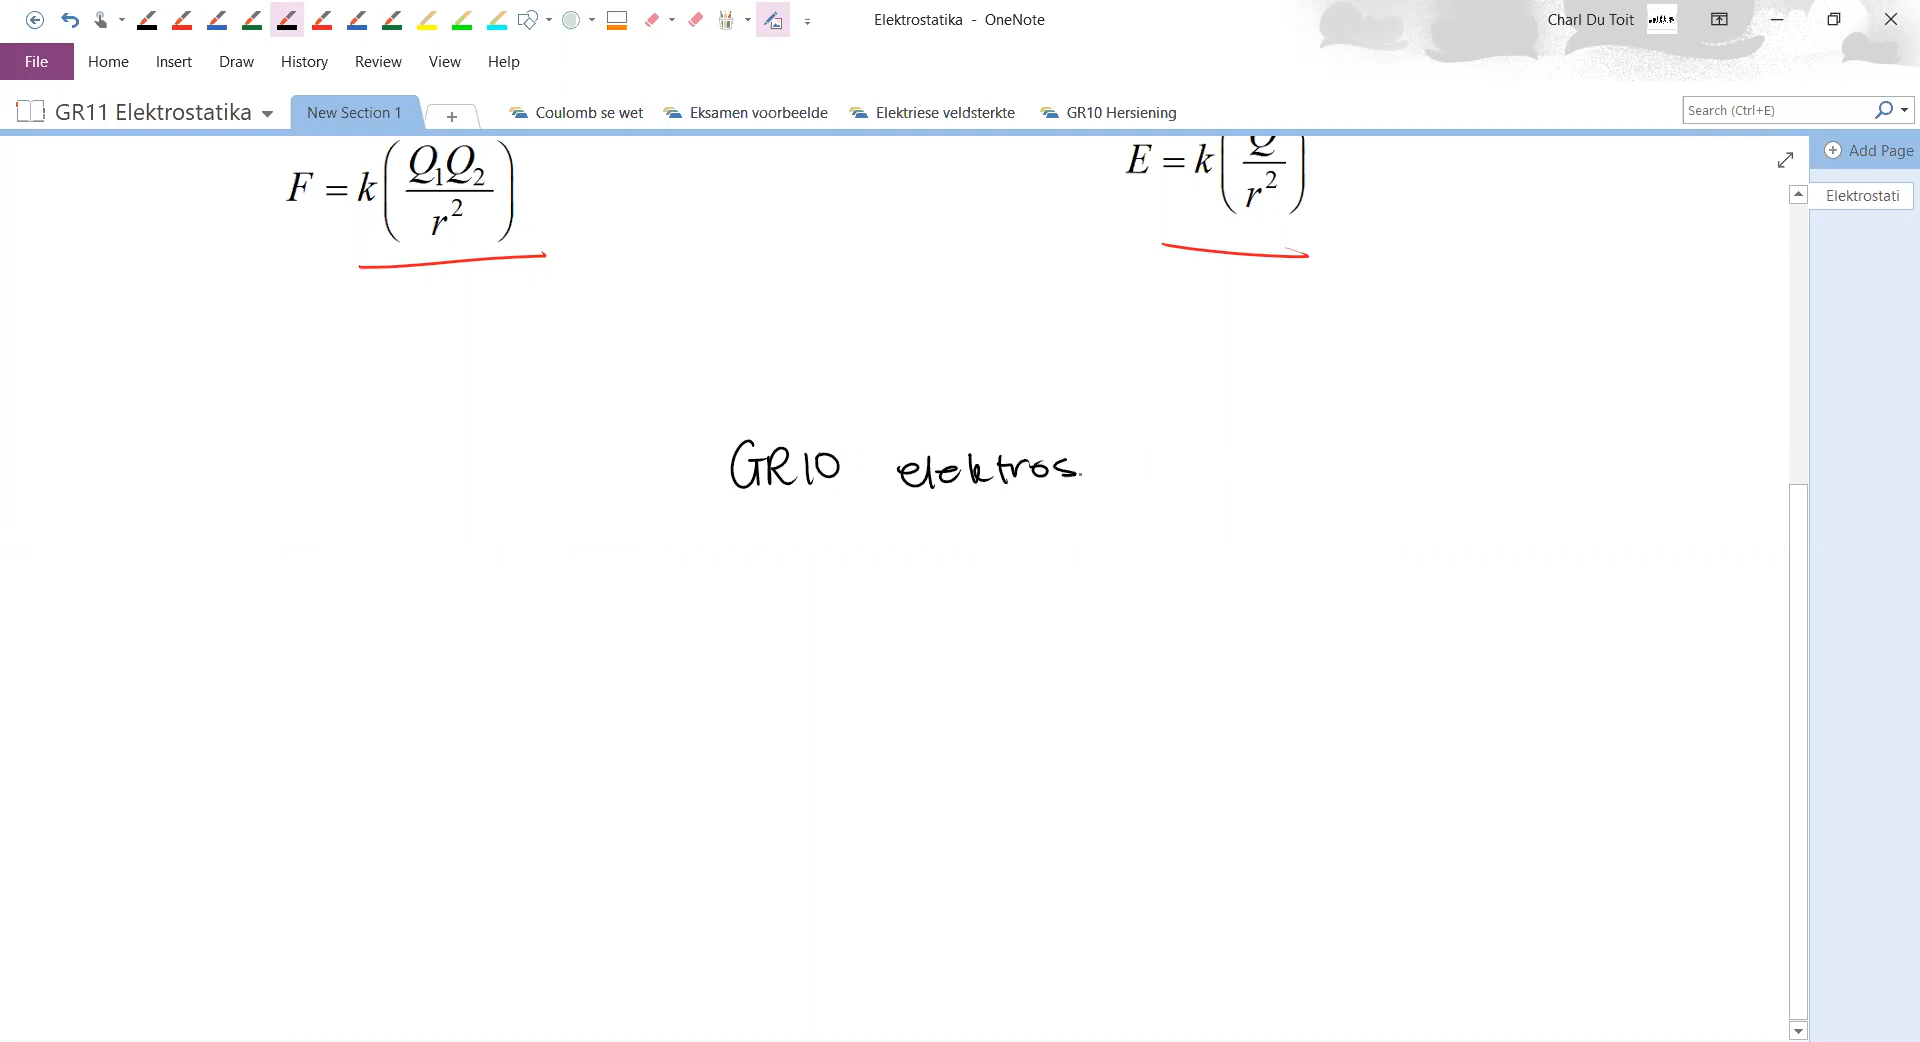 Elektrostatika - OneNote
Charl Du Toit
File Home Insert Draw History Review View Help
GR11 Elektrostatika
New Section 1
+
Coulomb se wet
Eksamen voorbeelde
Elektriese veldsterkte
GR10 Hersiening
Search (Ctrl+E)
Add Page
Elektrostati
F = k(Q₁Q₂/r²)
E = k(Q/r²)
GR10 elektros.